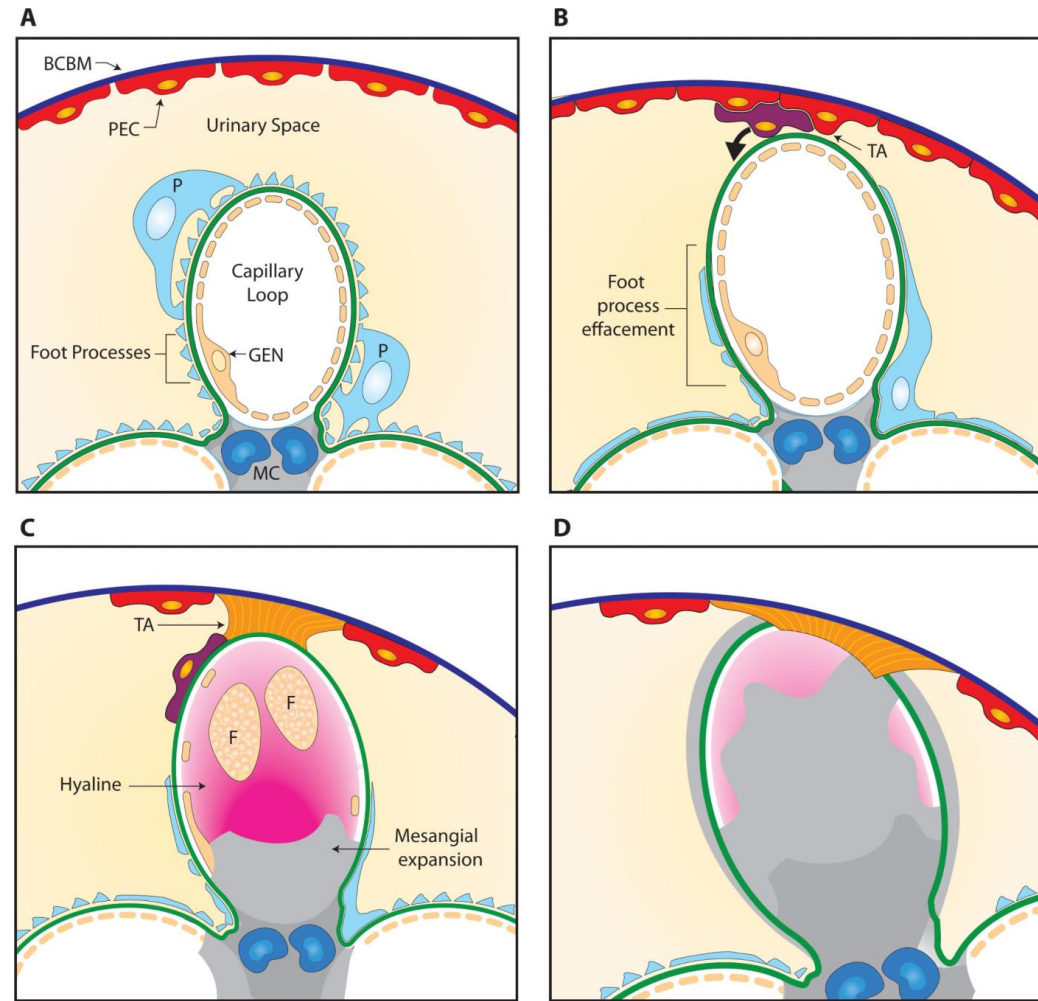 A
BCBM
PEC
Urinary Space
P
Capillary
Loop
Foot Processes
GEN
P
MC
B
TA
Foot
process
effacement
C
TA
F
F
Hyaline
Mesangial
expansion
D